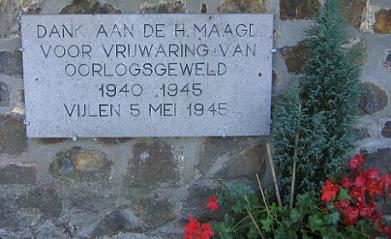 DANK AAN DE H. MAAGD
VOOR VRIJWARING VAN
OORLOGSGEWELD
1940 1945
VIJLEN 5 MEI 1945